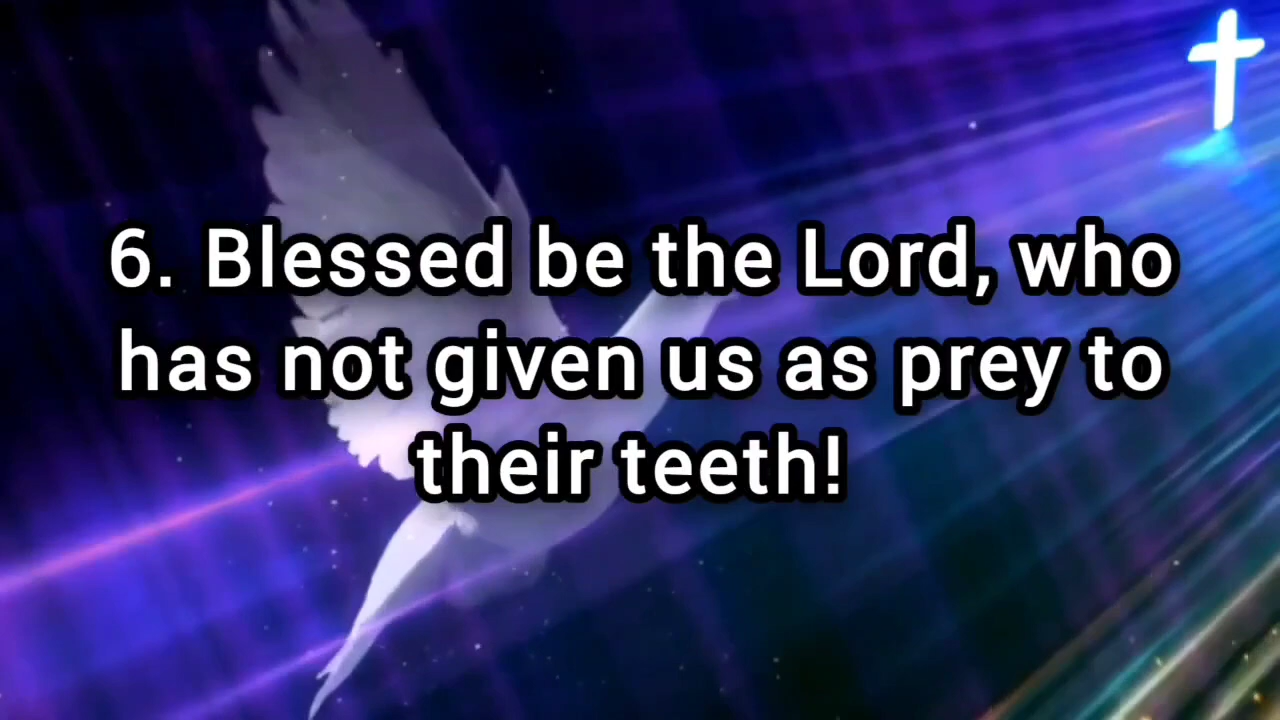 6. Blessed be the Lord, who
has not given us as prey to
their teeth!